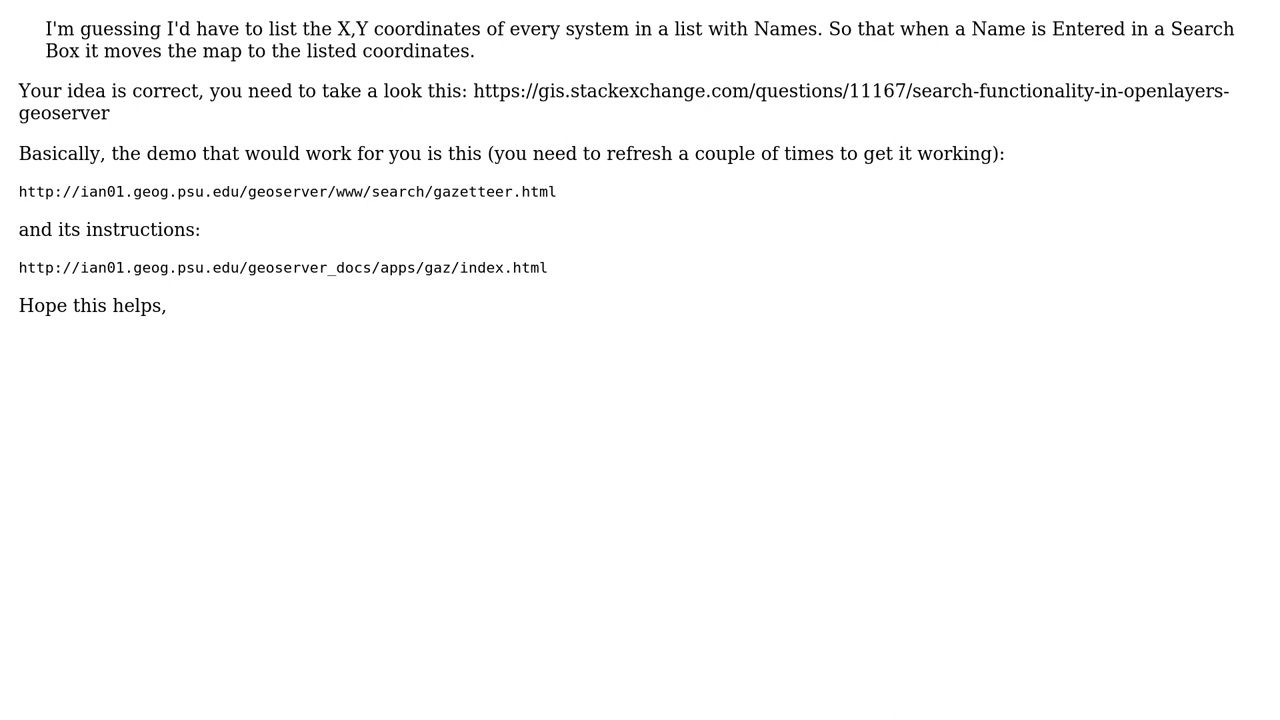 I'm guessing I'd have to list the X,Y coordinates of every system in a list with Names. So that when a Name is Entered in a Search
Box it moves the map to the listed coordinates.
Your idea is correct, you need to take a look this: https://gis.stackexchange.com/questions/11167/search-functionality-in-openlayers-
geoserver
Basically, the demo that would work for you is this (you need to refresh a couple of times to get it working):
http://ian01.geog.psu.edu/geoserver/www/search/gazetteer.html
and its instructions:
http://ian01.geog.psu.edu/geoserver_docs/apps/gaz/index.html
Hope this helps,